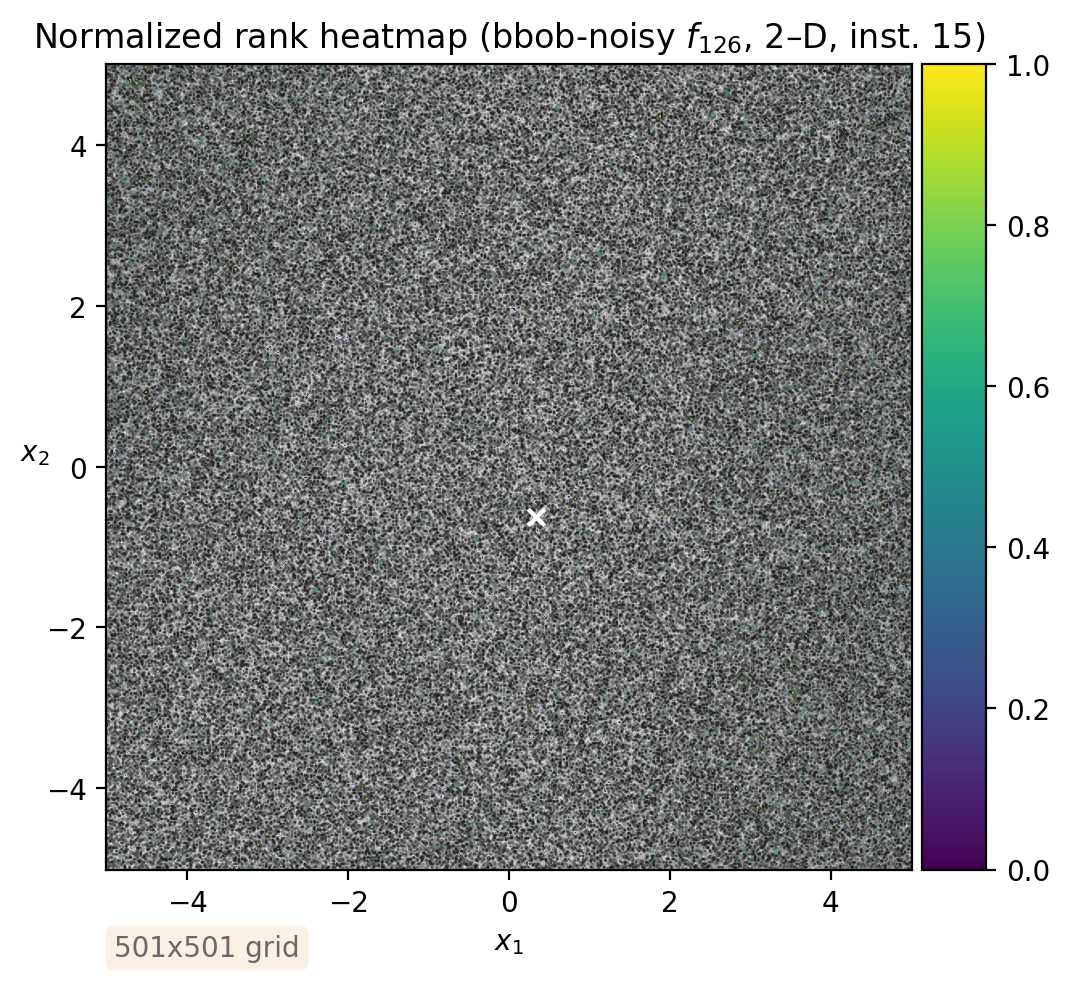 Normalized rank heatmap (bbob-noisy f126, 2–D, inst. 15)
1.0
0.8
0.6
0.4
0.2
0.0
4
2
0
−2
−4
x2
−4 −2 0 2 4
x1
501x501 grid